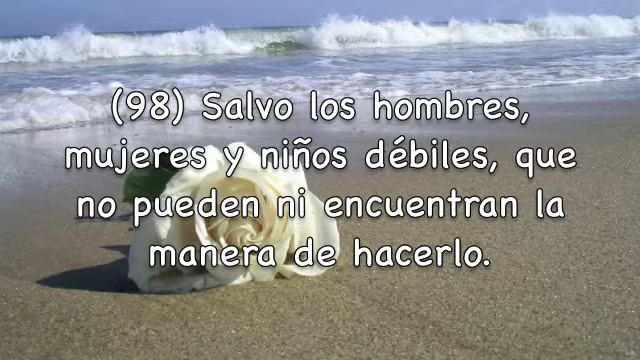 (98) Salvo los hombres,
mujeres y niños débiles, que
no pueden ni encuentran la
manera de hacerlo.